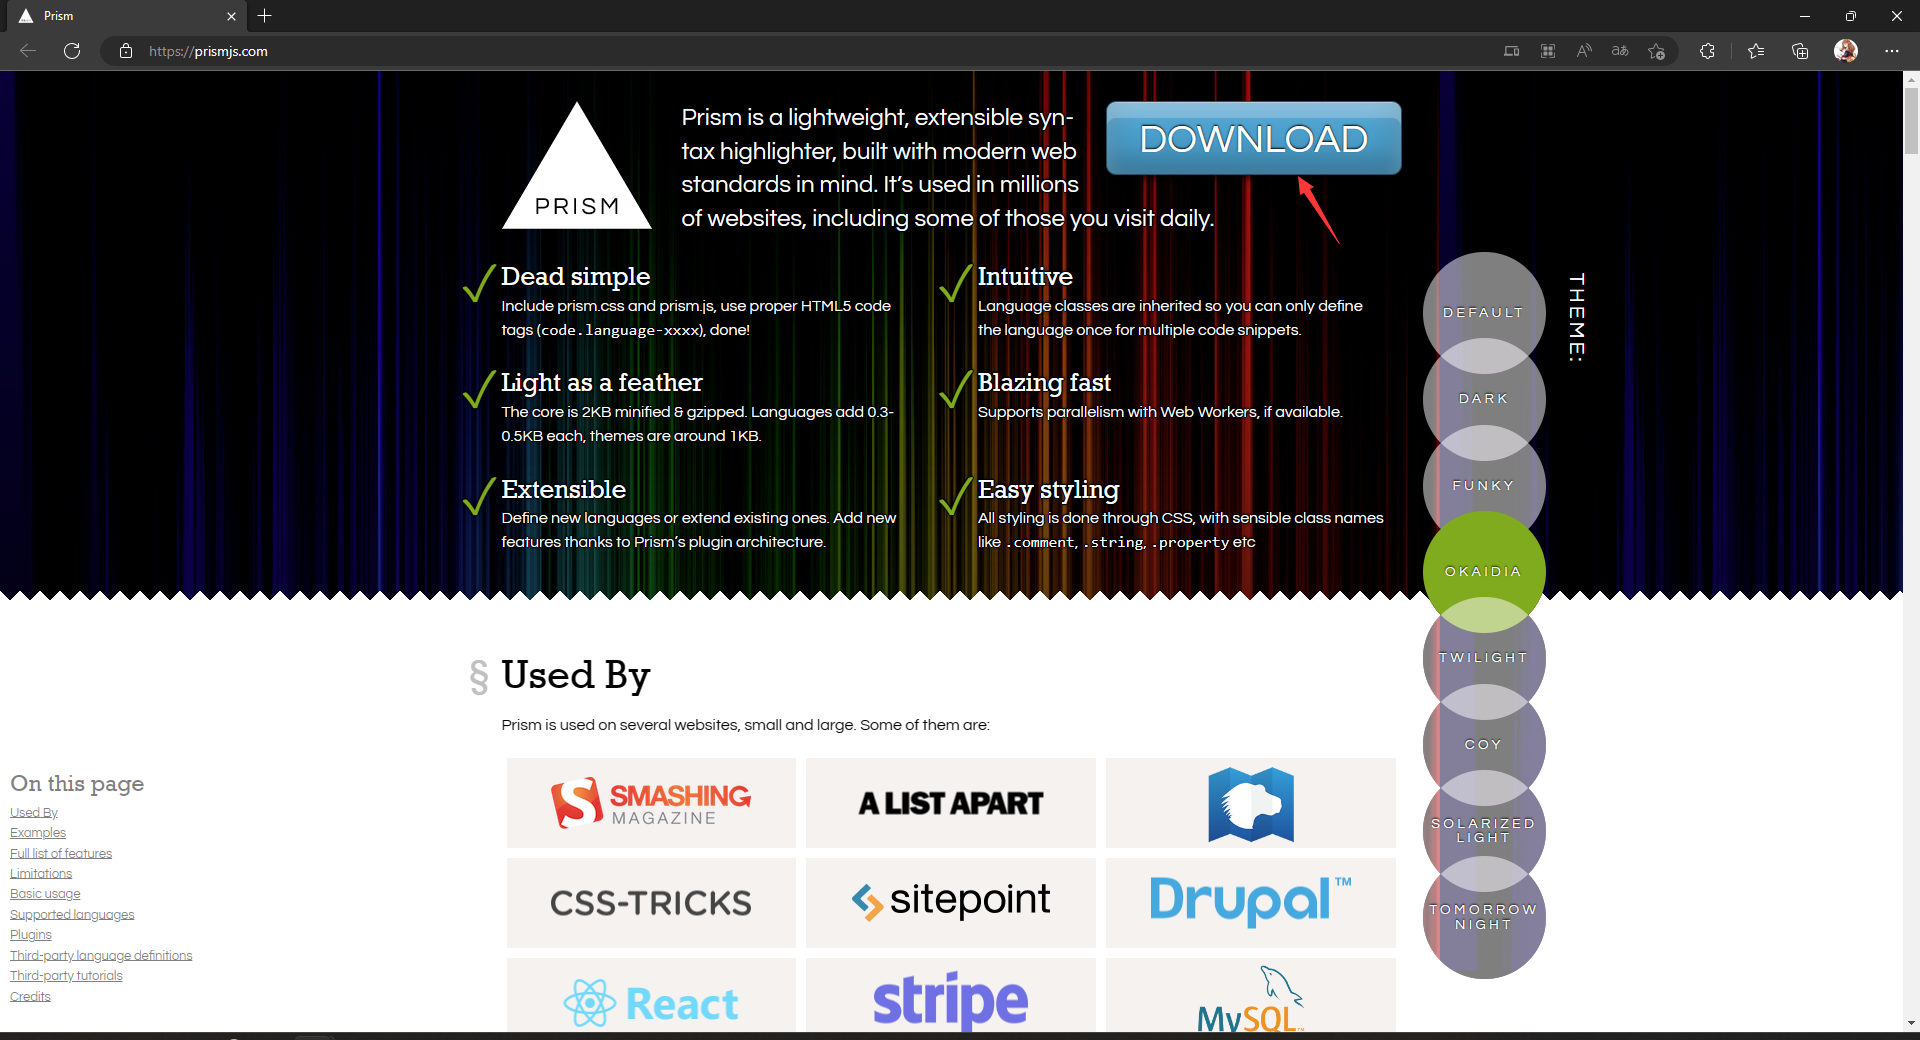 Prism
https://prismjs.com
PRISM
Prism is a lightweight, extensible syn-
tax highlighter, built with modern web
standards in mind. It’s used in millions
of websites, including some of those you visit daily.
DOWNLOAD
Dead simple
Include prism.css and prism.js, use proper HTML5 code
tags (code.language-xxxx), done!
Intuitive
Language classes are inherited so you can only define
the language once for multiple code snippets.
Light as a feather
The core is 2KB minified & gzipped. Languages add 0.3-
0.5KB each, themes are around 1KB.
Blazing fast
Supports parallelism with Web Workers, if available.
Extensible
Define new languages or extend existing ones. Add new
features thanks to Prism’s plugin architecture.
Easy styling
All styling is done through CSS, with sensible class names
like .comment, .string, .property etc
THEME:
DEFAULT
DARK
FUNKY
OKAIDIA
TWILIGHT
COY
SOLARIZED
LIGHT
TOMORROW
NIGHT
§ Used By
Prism is used on several websites, small and large. Some of them are:
SMASHING
MAGAZINE
A LIST APART
CSS-TRICKS
sitepoint
Drupal™
React
stripe
MySQL™
On this page
Used By
Examples
Full list of features
Limitations
Basic usage
Supported languages
Plugins
Third-party language definitions
Third-party tutorials
Credits